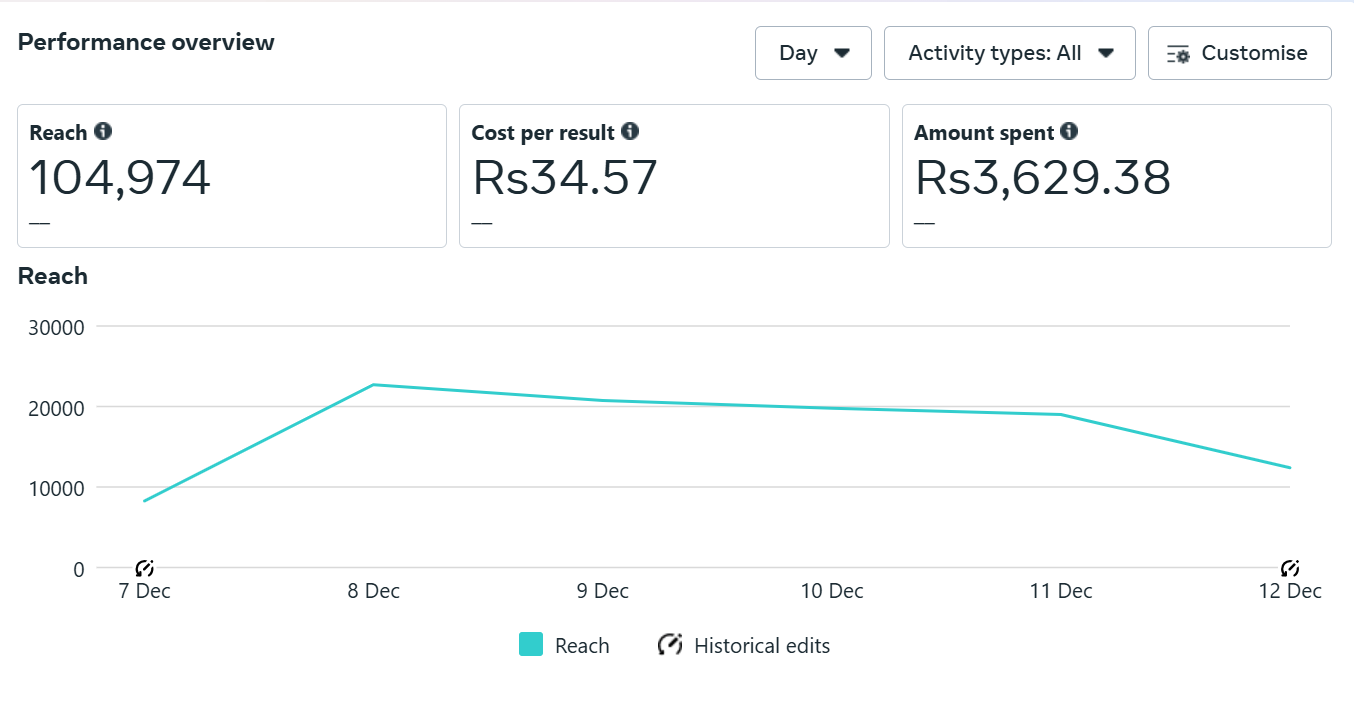 Performance overview
Day
Activity types: All
Customise
Reach
104,974
—
Cost per result
Rs34.57
—
Amount spent
Rs3,629.38
—
Reach
30000
20000
10000
0
7 Dec
8 Dec
9 Dec
10 Dec
11 Dec
12 Dec
Reach
Historical edits